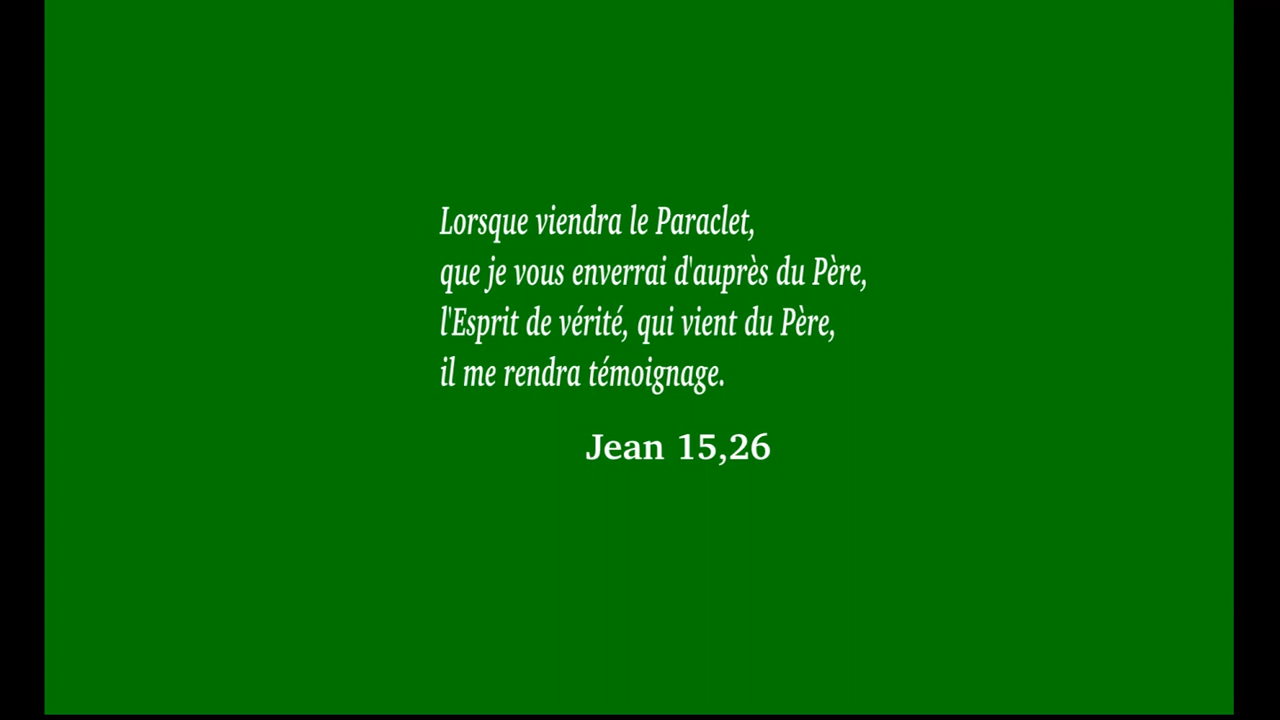 Lorsque viendra le Paraclet,
que je vous enverrai d'auprès du Père,
l'Esprit de vérité, qui vient du Père,
il me rendra témoignage.
Jean 15,26